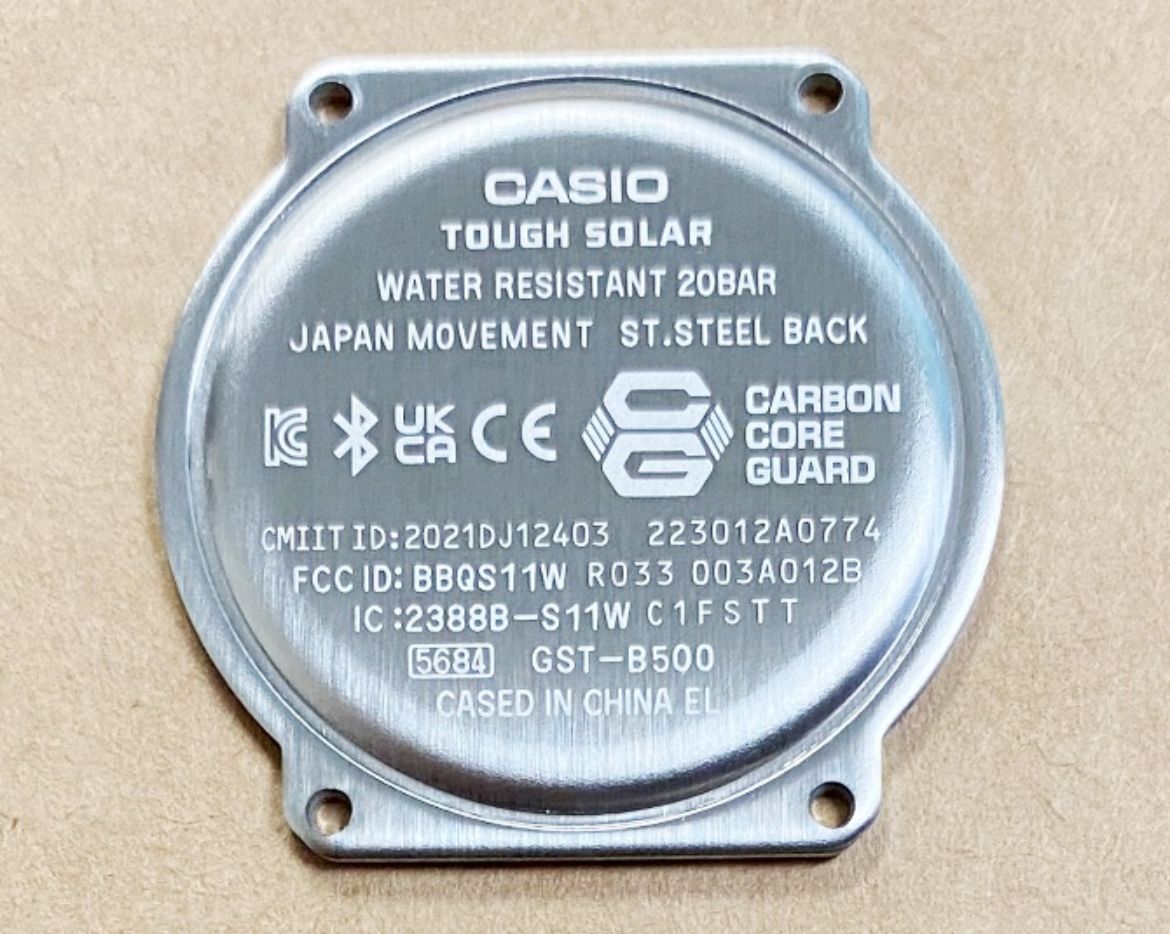 CASIO
TOUGH SOLAR
WATER RESISTANT 20BAR
JAPAN MOVEMENT ST.STEEL BACK
UK
CA CE
CG
CARBON
CORE
GUARD
CMIIT ID:2021DJ12403 223012A0774
FCC ID: BBQS11W R033 003A012B
IC:2388B-S11W C1FSTT
5684 GST-B500
CASED IN CHINA EL